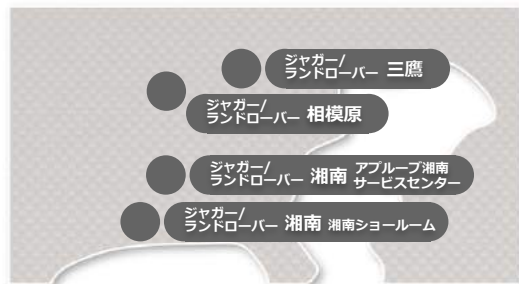 ジャガー/
ランドローバー 三鷹
ジャガー/
ランドローバー 相模原
ジャガー/
ランドローバー 湘南 アプルーブ湘南
サービスセンター
ジャガー/
ランドローバー 湘南 湘南ショールーム